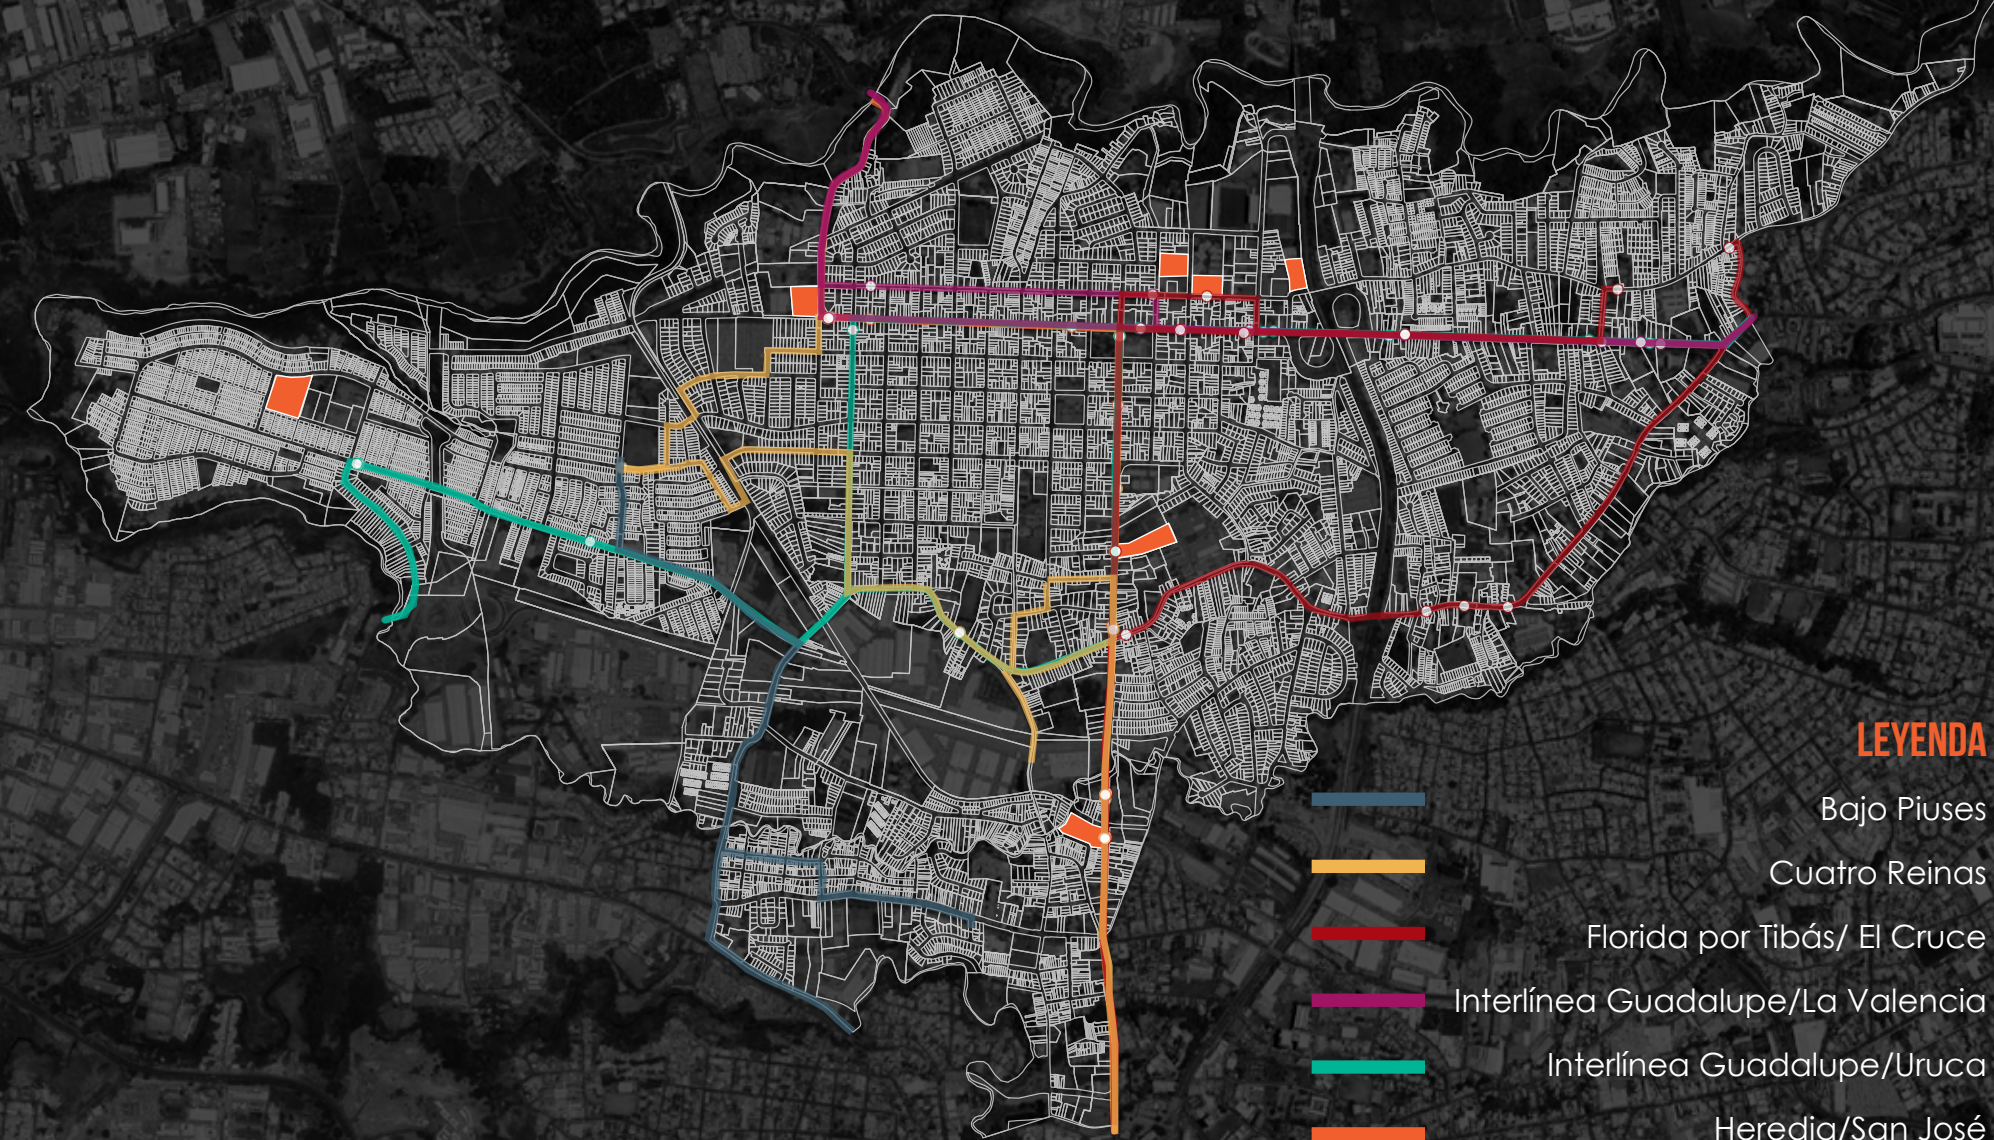 LEYENDA
Bajo Piuses
Cuatro Reinas
Florida por Tibás/ El Cruce
Interlínea Guadalupe/La Valencia
Interlínea Guadalupe/Uruca
Heredia/San José